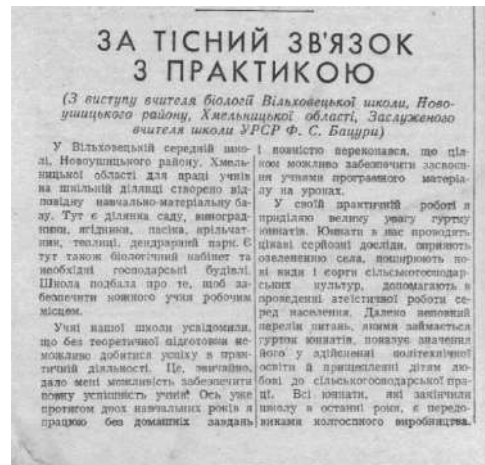 ЗА ТІСНИЙ ЗВ'ЯЗОК
З ПРАКТИКОЮ
(З виступу вчителя біології Вільховецької школи, Ново-
ушицького району, Хмельницької області, Заслуженого
вчителя школи УРСР Ф. С. Бацури)
У Вільховецькій середній шко-
лі, Новоушицького району, Хмель-
ницької області для праці учнів
на шкільній ділянці створено від-
повідну навчально-матеріальну ба-
зу. Тут є ділянка саду, виноград-
ники, ягідники, пасіка, крільчат-
ник, теплиці, дендрарний парк. Є
тут також біологічний кабінет та
необхідні господарські будівлі.
Школа подбала про те, щоб за-
безпечити кожного учня робочим
місцем.
Учні нашої школи усвідомили,
що без теоретичної підготовки не-
можливо добитися успіху в прак-
тичній діяльності. Це, звичайно,
дало мені можливість забезпечити
повну успішність учнів. Ось уже
протягом двох навчальних років я
працюю без домашніх завдань
і повністю переконався, що ціл-
ком можливо забезпечити засвоєн-
ня учнями програмного матеріа-
лу на уроках.
У своїй практичній роботі я
приділяю велику увагу гуртку
юннатів. Юннати в нас проводять
цікаві серйозні досліди, сприяють
озелененню села, поширюють но-
ві види і сорти сільськогосподар-
ських культур, допомагають в
проведенні атеїстичної роботи се-
ред населення. Далеко неповний
перелік питань, якими займається
гурток юннатів, показує значення
його у здійсненні політехнічної
освіти й прищепленні дітям лю-
бові до сільськогосподарської пра-
ці. Всі юннати, які закінчили
школу в останні роки, є передо-
виками колгоспного виробництва.